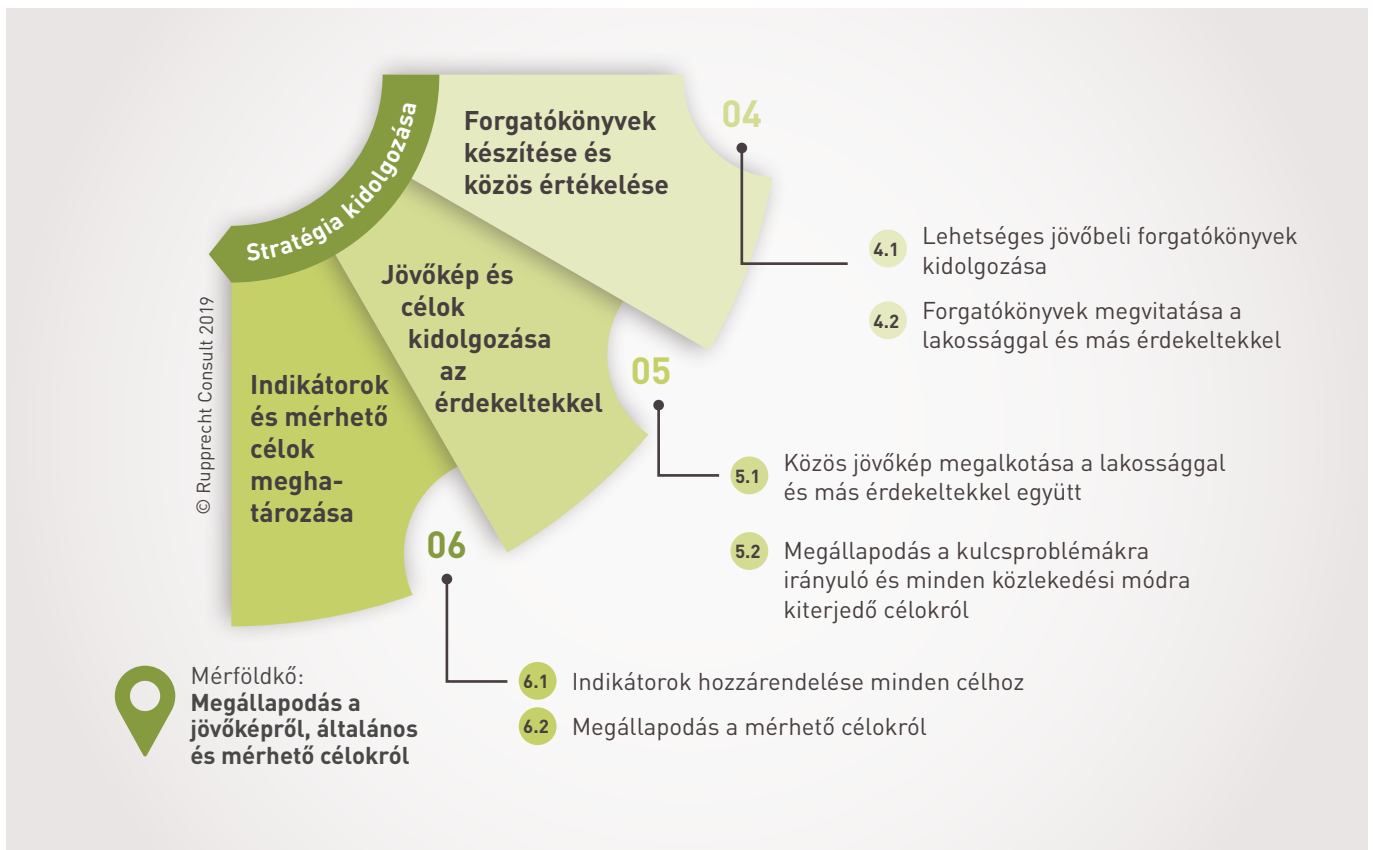 Stratégia kidolgozása
Forgatókönyvek
készítése és
közös értékelése
04
4.1 Lehetséges jövőbeli forgatókönyvek
kidolgozása
4.2 Forgatókönyvek megvitatása a
lakossággal és más érdekeltekkel
Jövőkép és
célok
kidolgozása
az
érdekeltekkel
05
5.1 Közös jövőkép megalkotása a lakossággal
és más érdekeltekkel együtt
5.2 Megállapodás a kulcsproblémákra
irányuló és minden közlekedési módra
kiterjedő célokról
Indikátorok
és mérhető
célok
megha-
tározása
06
6.1 Indikátorok hozzárendelése minden célhoz
6.2 Megállapodás a mérhető célokról
Mérföldkő:
Megállapodás a
jövőképről, általános
és mérhető célokról
© Rupprecht Consult 2019